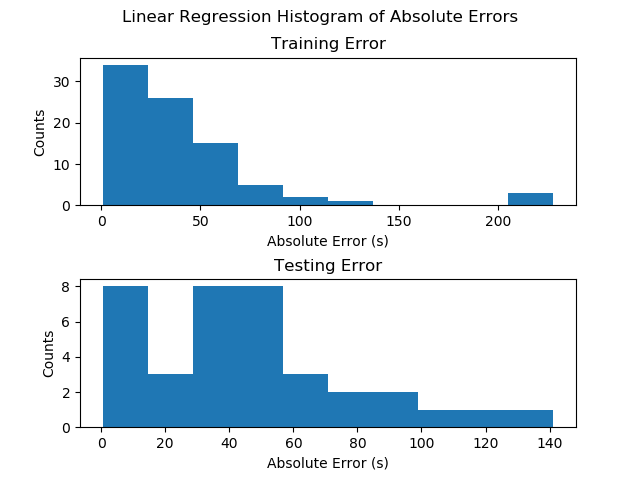 Linear Regression Histogram of Absolute Errors
Training Error
30
20
10
0
Counts
0 50 100 150 200
Absolute Error (s)
Testing Error
8
6
4
2
0
Counts
0 20 40 60 80 100 120 140
Absolute Error (s)